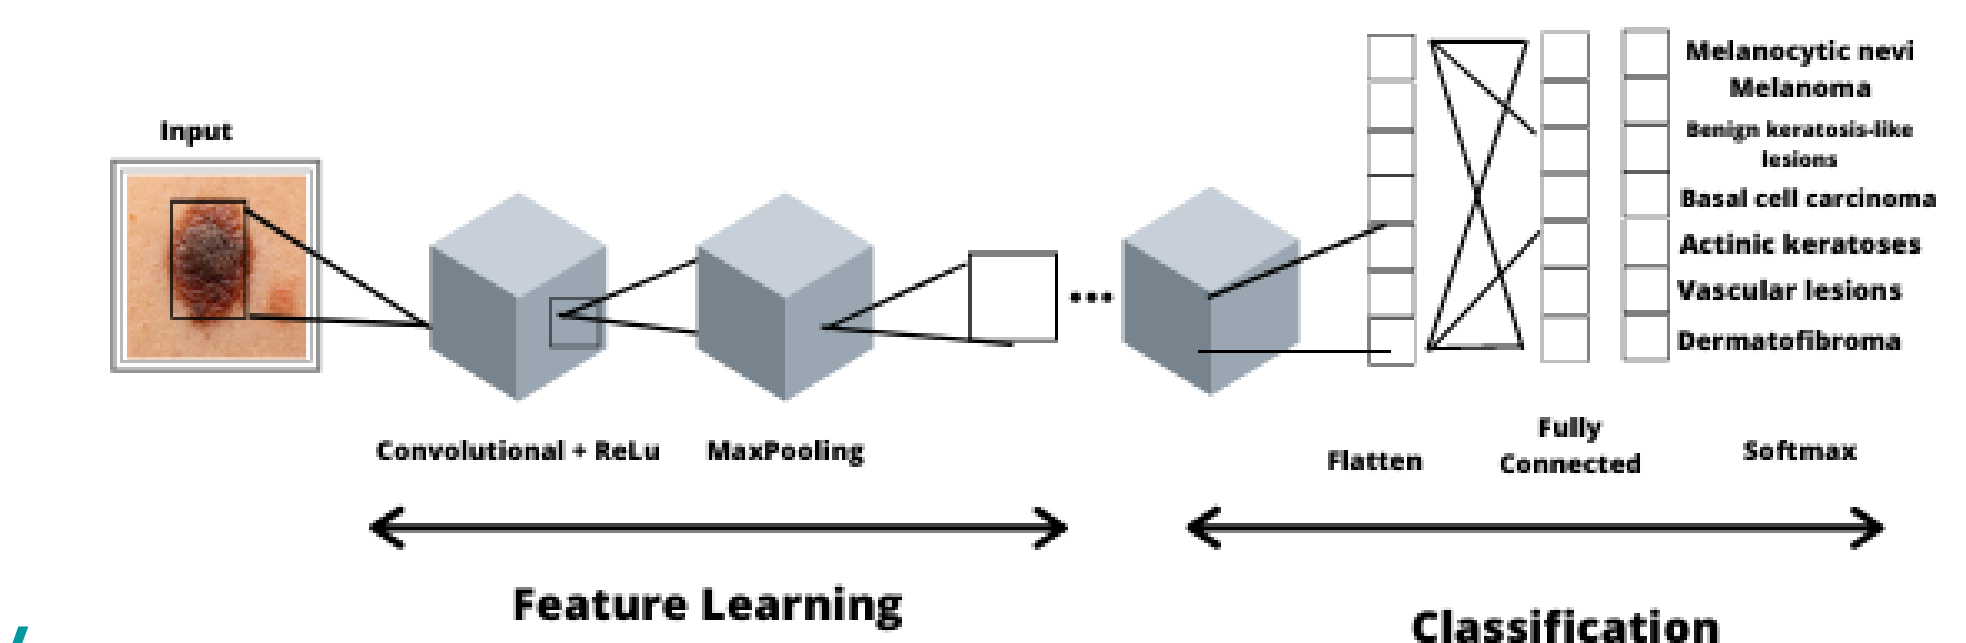 Input
Convolutional + ReLu
MaxPooling
Flatten
Fully
Connected
Softmax
Melanocytic nevi
Melanoma
Benign keratosis-like
lesions
Basal cell carcinoma
Actinic keratoses
Vascular lesions
Dermatofibroma
Feature Learning
Classification